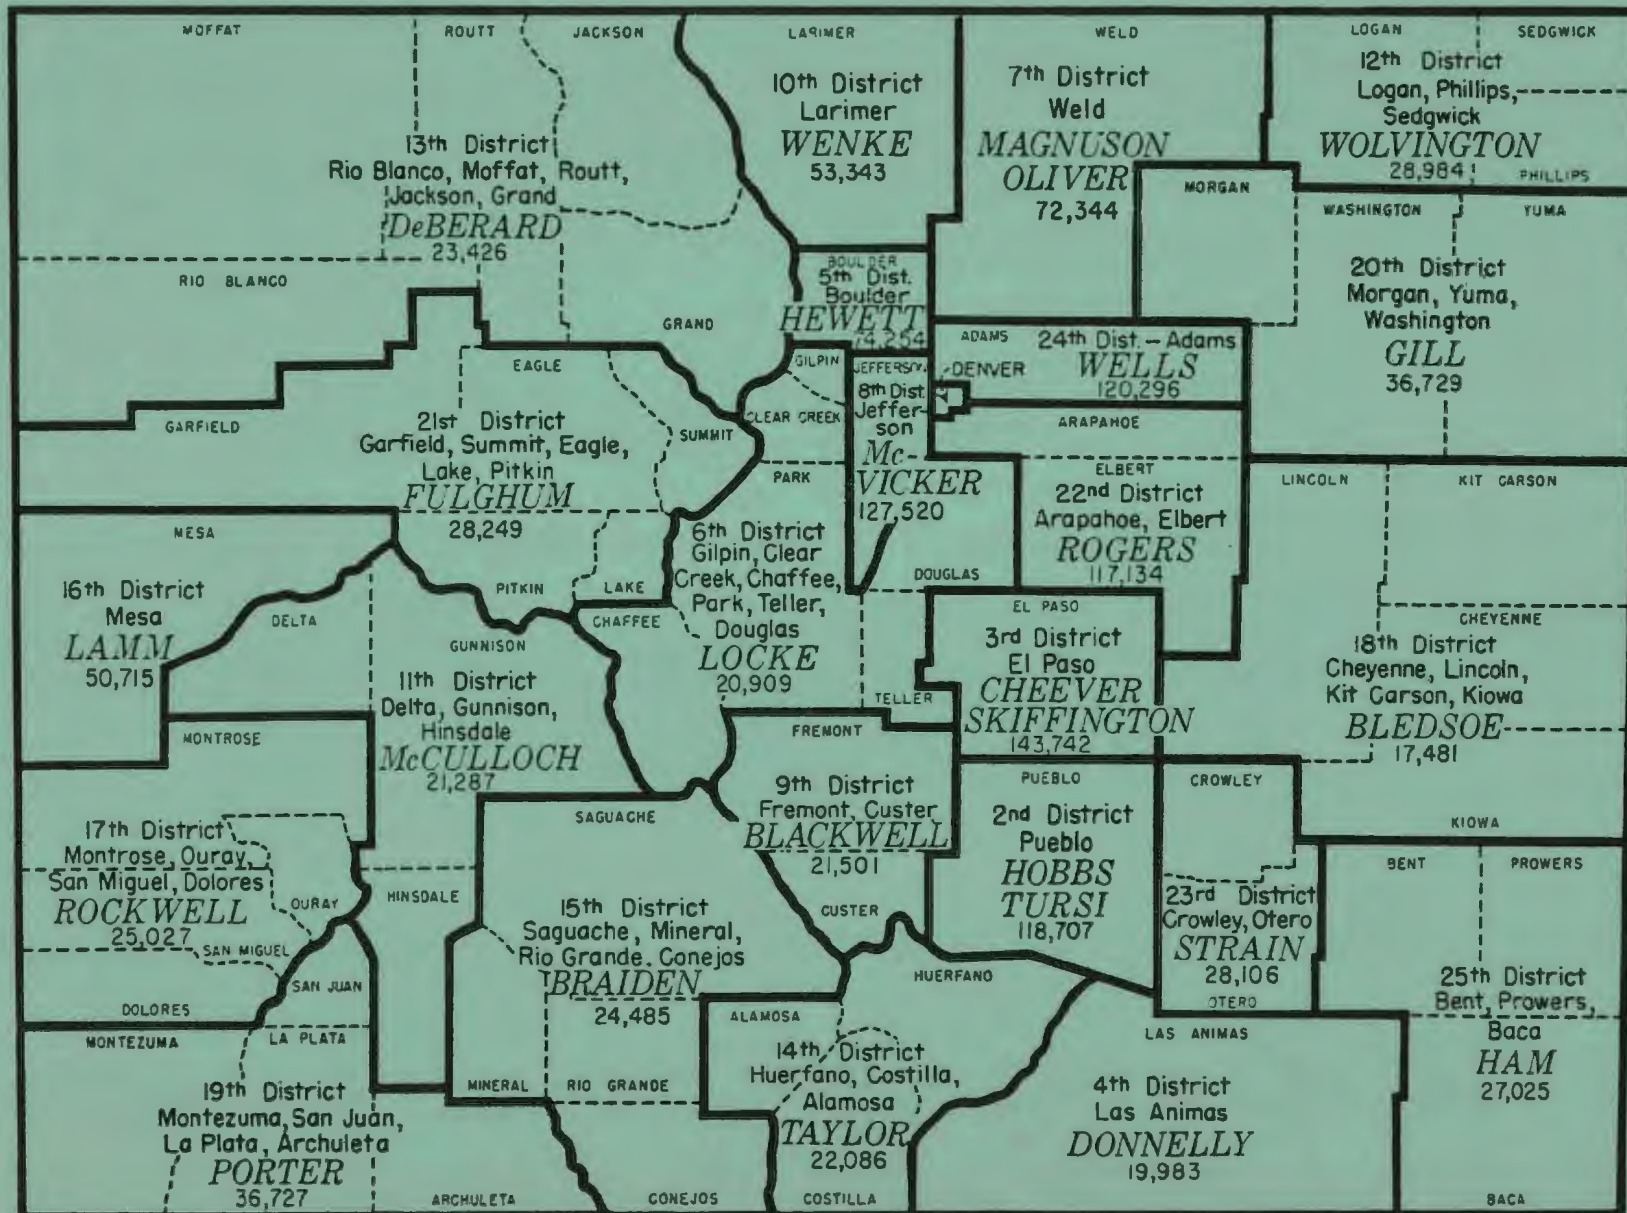 MOFFAT
ROUTT
JACKSON
LARIMER
WELD
LOGAN
SEDGWICK
13th District
Rio Blanco, Moffat, Routt,
Jackson, Grand
DeBERARD
23,426
10th District
Larimer
WENKE
53,343
7th District
Weld
MAGNUSON
OLIVER
72,344
12th District
Logan, Phillips,
Sedgwick
WOLVINGTON
28,984
PHILLIPS
MORGAN
WASHINGTON
YUMA
20th District
Morgan, Yuma,
Washington
GILL
36,729
RIO BLANCO
GRAND
BOULDER
5th Dist.
Boulder
HEWETT
74,254
ADAMS
24th Dist. – Adams
WELLS
120,296
DENVER
GARFIELD
EAGLE
SUMMIT
21st District
Garfield, Summit, Eagle,
Lake, Pitkin
FULGHUM
28,249
GILPIN
CLEAR CREEK
PARK
JEFFERSON
8th Dist.
Jeffer-
son
Mc-
VICKER
127,520
ARAPAHOE
ELBERT
22nd District
Arapahoe, Elbert
ROGERS
117,134
LINCOLN
KIT CARSON
MESA
16th District
Mesa
LAMM
50,715
DELTA
PITKIN
LAKE
GUNNISON
CHAFFEE
6th District
Gilpin, Clear
Creek, Chaffee,
Park, Teller,
Douglas
LOCKE
20,909
DOUGLAS
TELLER
EL PASO
3rd District
El Paso
CHEEVER
SKIFFINGTON
143,742
CHEYENNE
18th District
Cheyenne, Lincoln,
Kit Carson, Kiowa
BLEDSOE
17,481
KIOWA
11th District
Delta, Gunnison,
Hinsdale
McCULLOCH
21,287
MONTROSE
17th District
Montrose, Ouray,
San Miguel, Dolores
ROCKWELL
25,027
OURAY
SAN MIGUEL
SAN JUAN
DOLORES
HINSDALE
SAGUACHE
15th District
Saguache, Mineral,
Rio Grande, Conejos
BRAIDEN
24,485
FREMONT
9th District
Fremont, Custer
BLACKWELL
21,501
CUSTER
PUEBLO
2nd District
Pueblo
HOBBS
TURSI
118,707
CROWLEY
23rd District
Crowley, Otero
STRAIN
28,106
OTERO
BENT
PROWERS
25th District
Bent, Prowers,
Baca
HAM
27,025
BACA
MONTEZUMA
LA PLATA
19th District
Montezuma, San Juan,
La Plata, Archuleta
PORTER
36,727
ARCHULETA
MINERAL
RIO GRANDE
CONEJOS
ALAMOSA
HUERFANO
14th District
Huerfano, Costilla,
Alamosa
TAYLOR
22,086
COSTILLA
LAS ANIMAS
4th District
Las Animas
DONNELLY
19,983